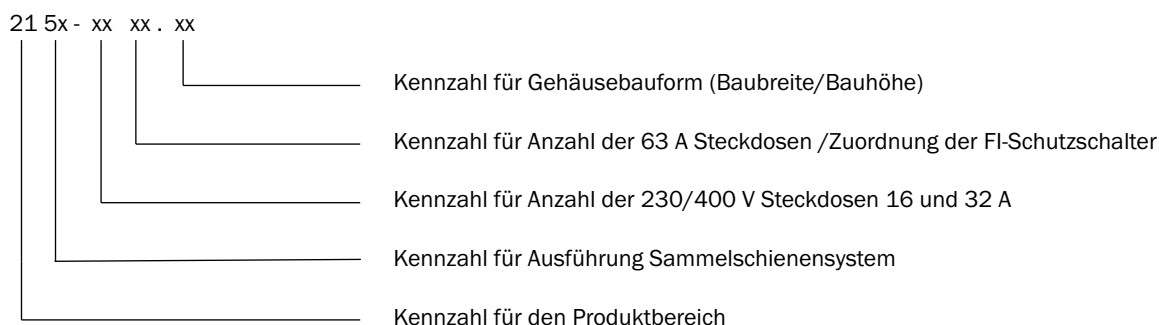 21 5x - xx xx . xx
Kennzahl für Gehäusebauform (Baubreite/Bauhöhe)
Kennzahl für Anzahl der 63 A Steckdosen /Zuordnung der FI-Schutzschalter
Kennzahl für Anzahl der 230/400 V Steckdosen 16 und 32 A
Kennzahl für Ausführung Sammelschienensystem
Kennzahl für den Produktbereich